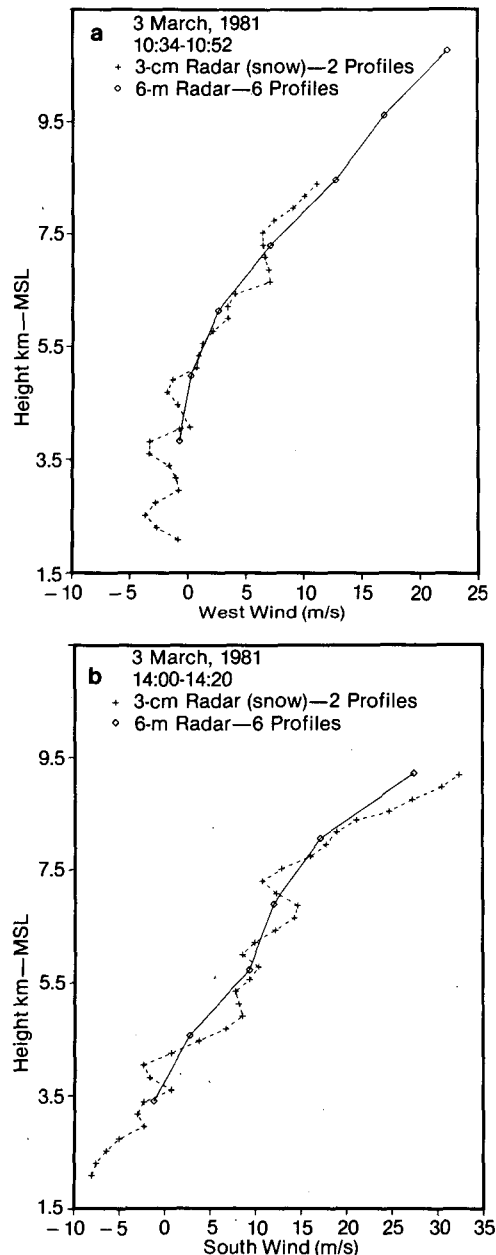 a
3 March, 1981
10:34-10:52
+ 3-cm Radar (snow)—2 Profiles
◇ 6-m Radar—6 Profiles
9.5
7.5
5.5
3.5
1.5
Height km—MSL
−10 −5 0 5 10 15 20 25
West Wind (m/s)
b
3 March, 1981
14:00-14:20
+ 3-cm Radar (snow)—2 Profiles
◇ 6-m Radar—6 Profiles
9.5
7.5
5.5
3.5
1.5
Height km—MSL
−10 −5 0 5 10 15 20 25 30 35
South Wind (m/s)